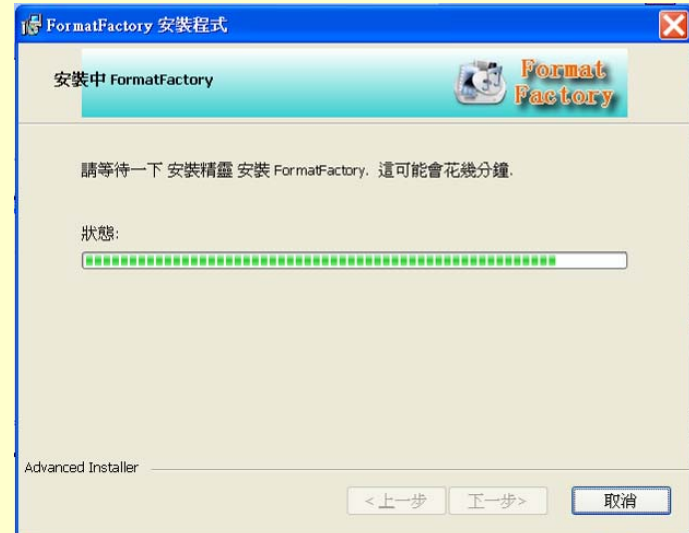 FormatFactory 安裝程式
安裝中 FormatFactory
Format
Factory
請等待一下 安裝精靈 安裝 FormatFactory. 這可能會花幾分鐘.
狀態:
Advanced Installer
<上一步 下一步> 取消